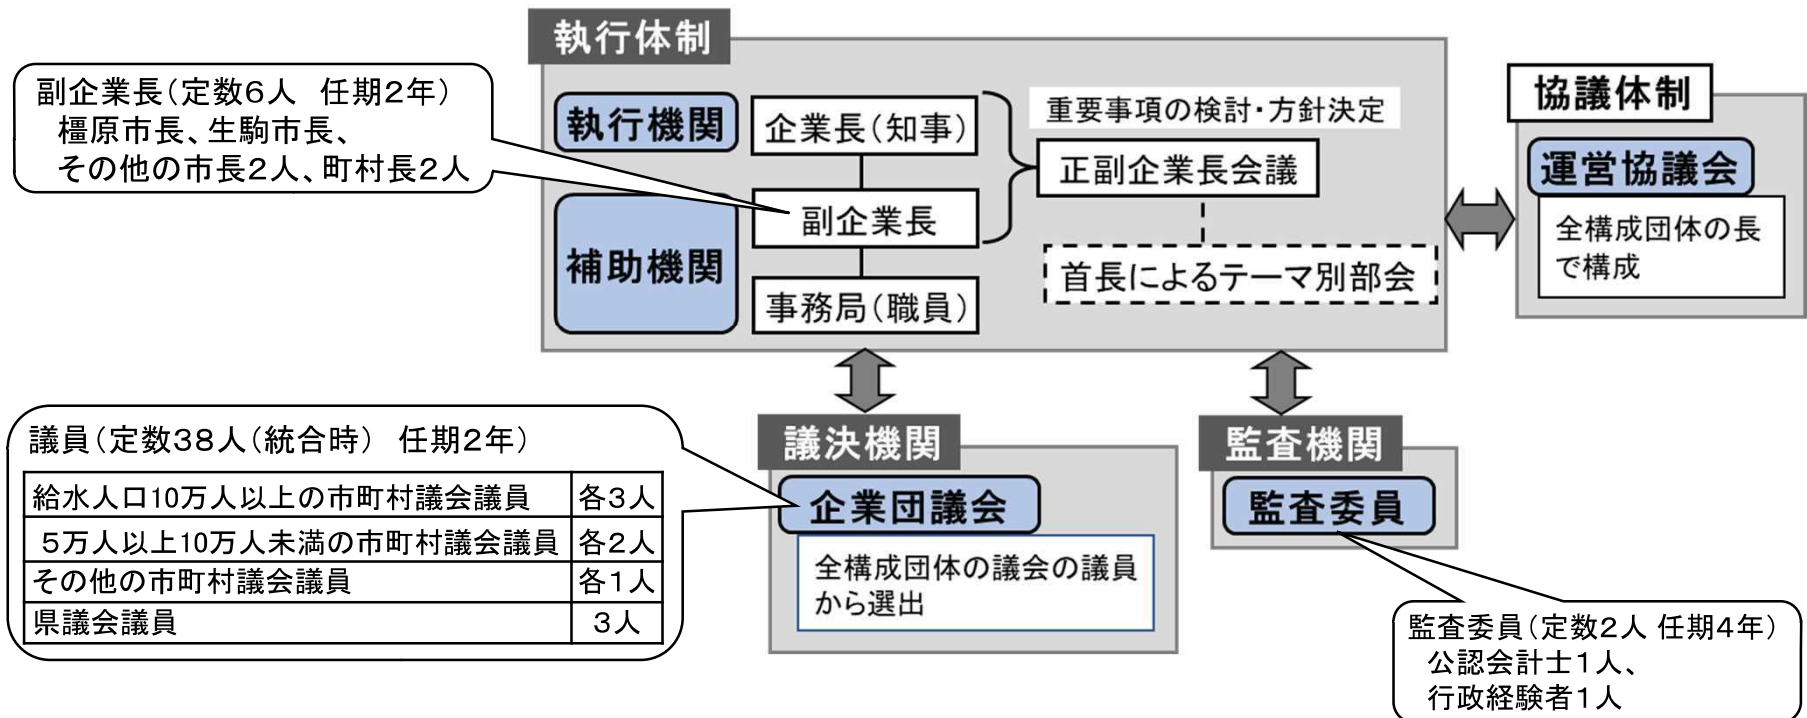 執行体制
副企業長(定数6人 任期2年)
橿原市長、生駒市長、
その他の市長2人、町村長2人
執行機関
企業長(知事)
重要事項の検討・方針決定
正副企業長会議
補助機関
副企業長
首長によるテーマ別部会
事務局(職員)
協議体制
運営協議会
全構成団体の長
で構成
議員(定数38人(統合時) 任期2年)
給水人口10万人以上の市町村議会議員 各3人
5万人以上10万人未満の市町村議会議員 各2人
その他の市町村議会議員 各1人
県議会議員 3人
議決機関
企業団議会
全構成団体の議会の議員
から選出
監査機関
監査委員
監査委員(定数2人 任期4年)
公認会計士1人、
行政経験者1人